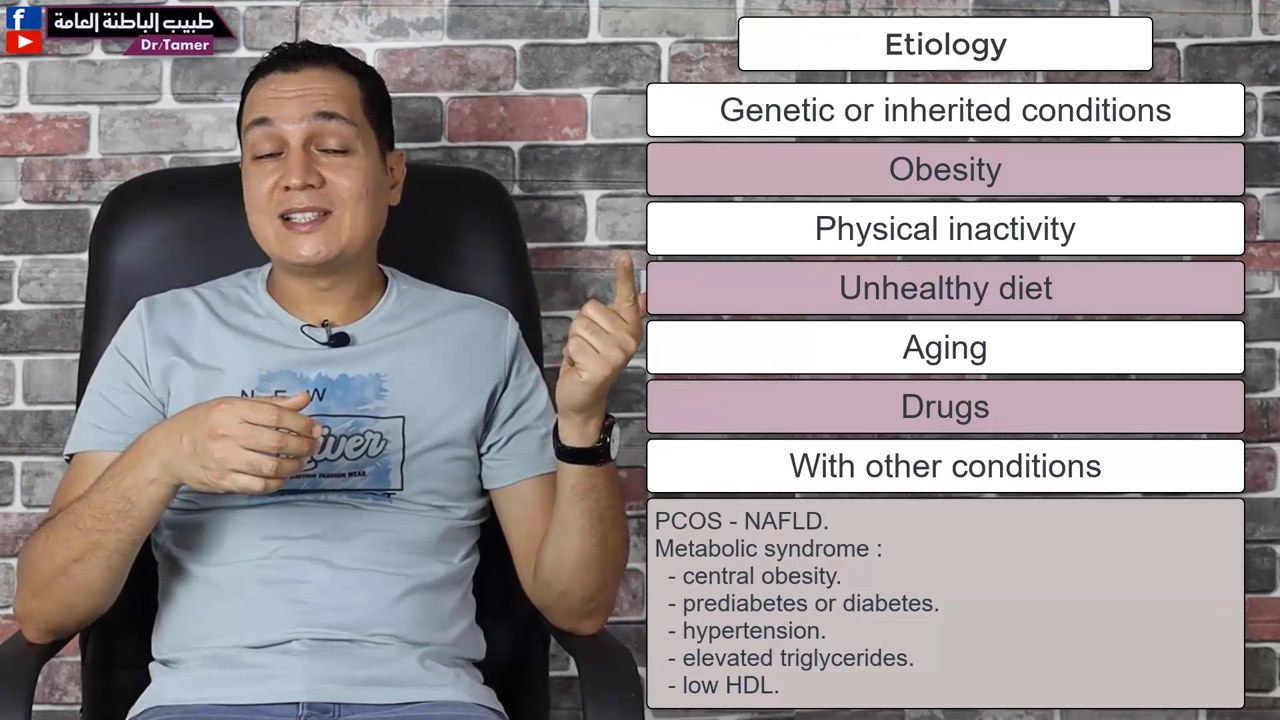 طبيب الباطنة العامة
Dr/Tamer
Etiology
Genetic or inherited conditions
Obesity
Physical inactivity
Unhealthy diet
Aging
Drugs
With other conditions
PCOS - NAFLD.
Metabolic syndrome :
- central obesity.
- prediabetes or diabetes.
- hypertension.
- elevated triglycerides.
- low HDL.
N E W